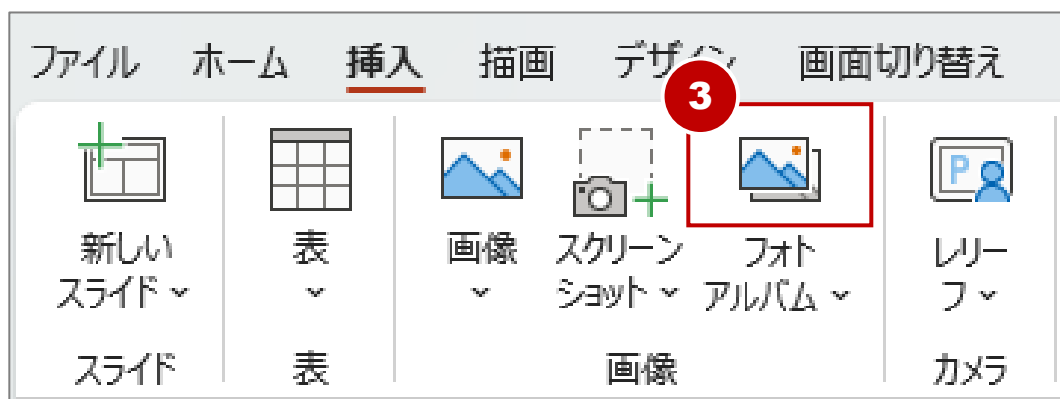 ファイル ホーム 挿入 描画 デザイン 画面切り替え
3
P
新しい
スライド
表
画像
スクリーン
ショット
フォト
アルバム
レリー
フ
スライド
表
画像
カメラ